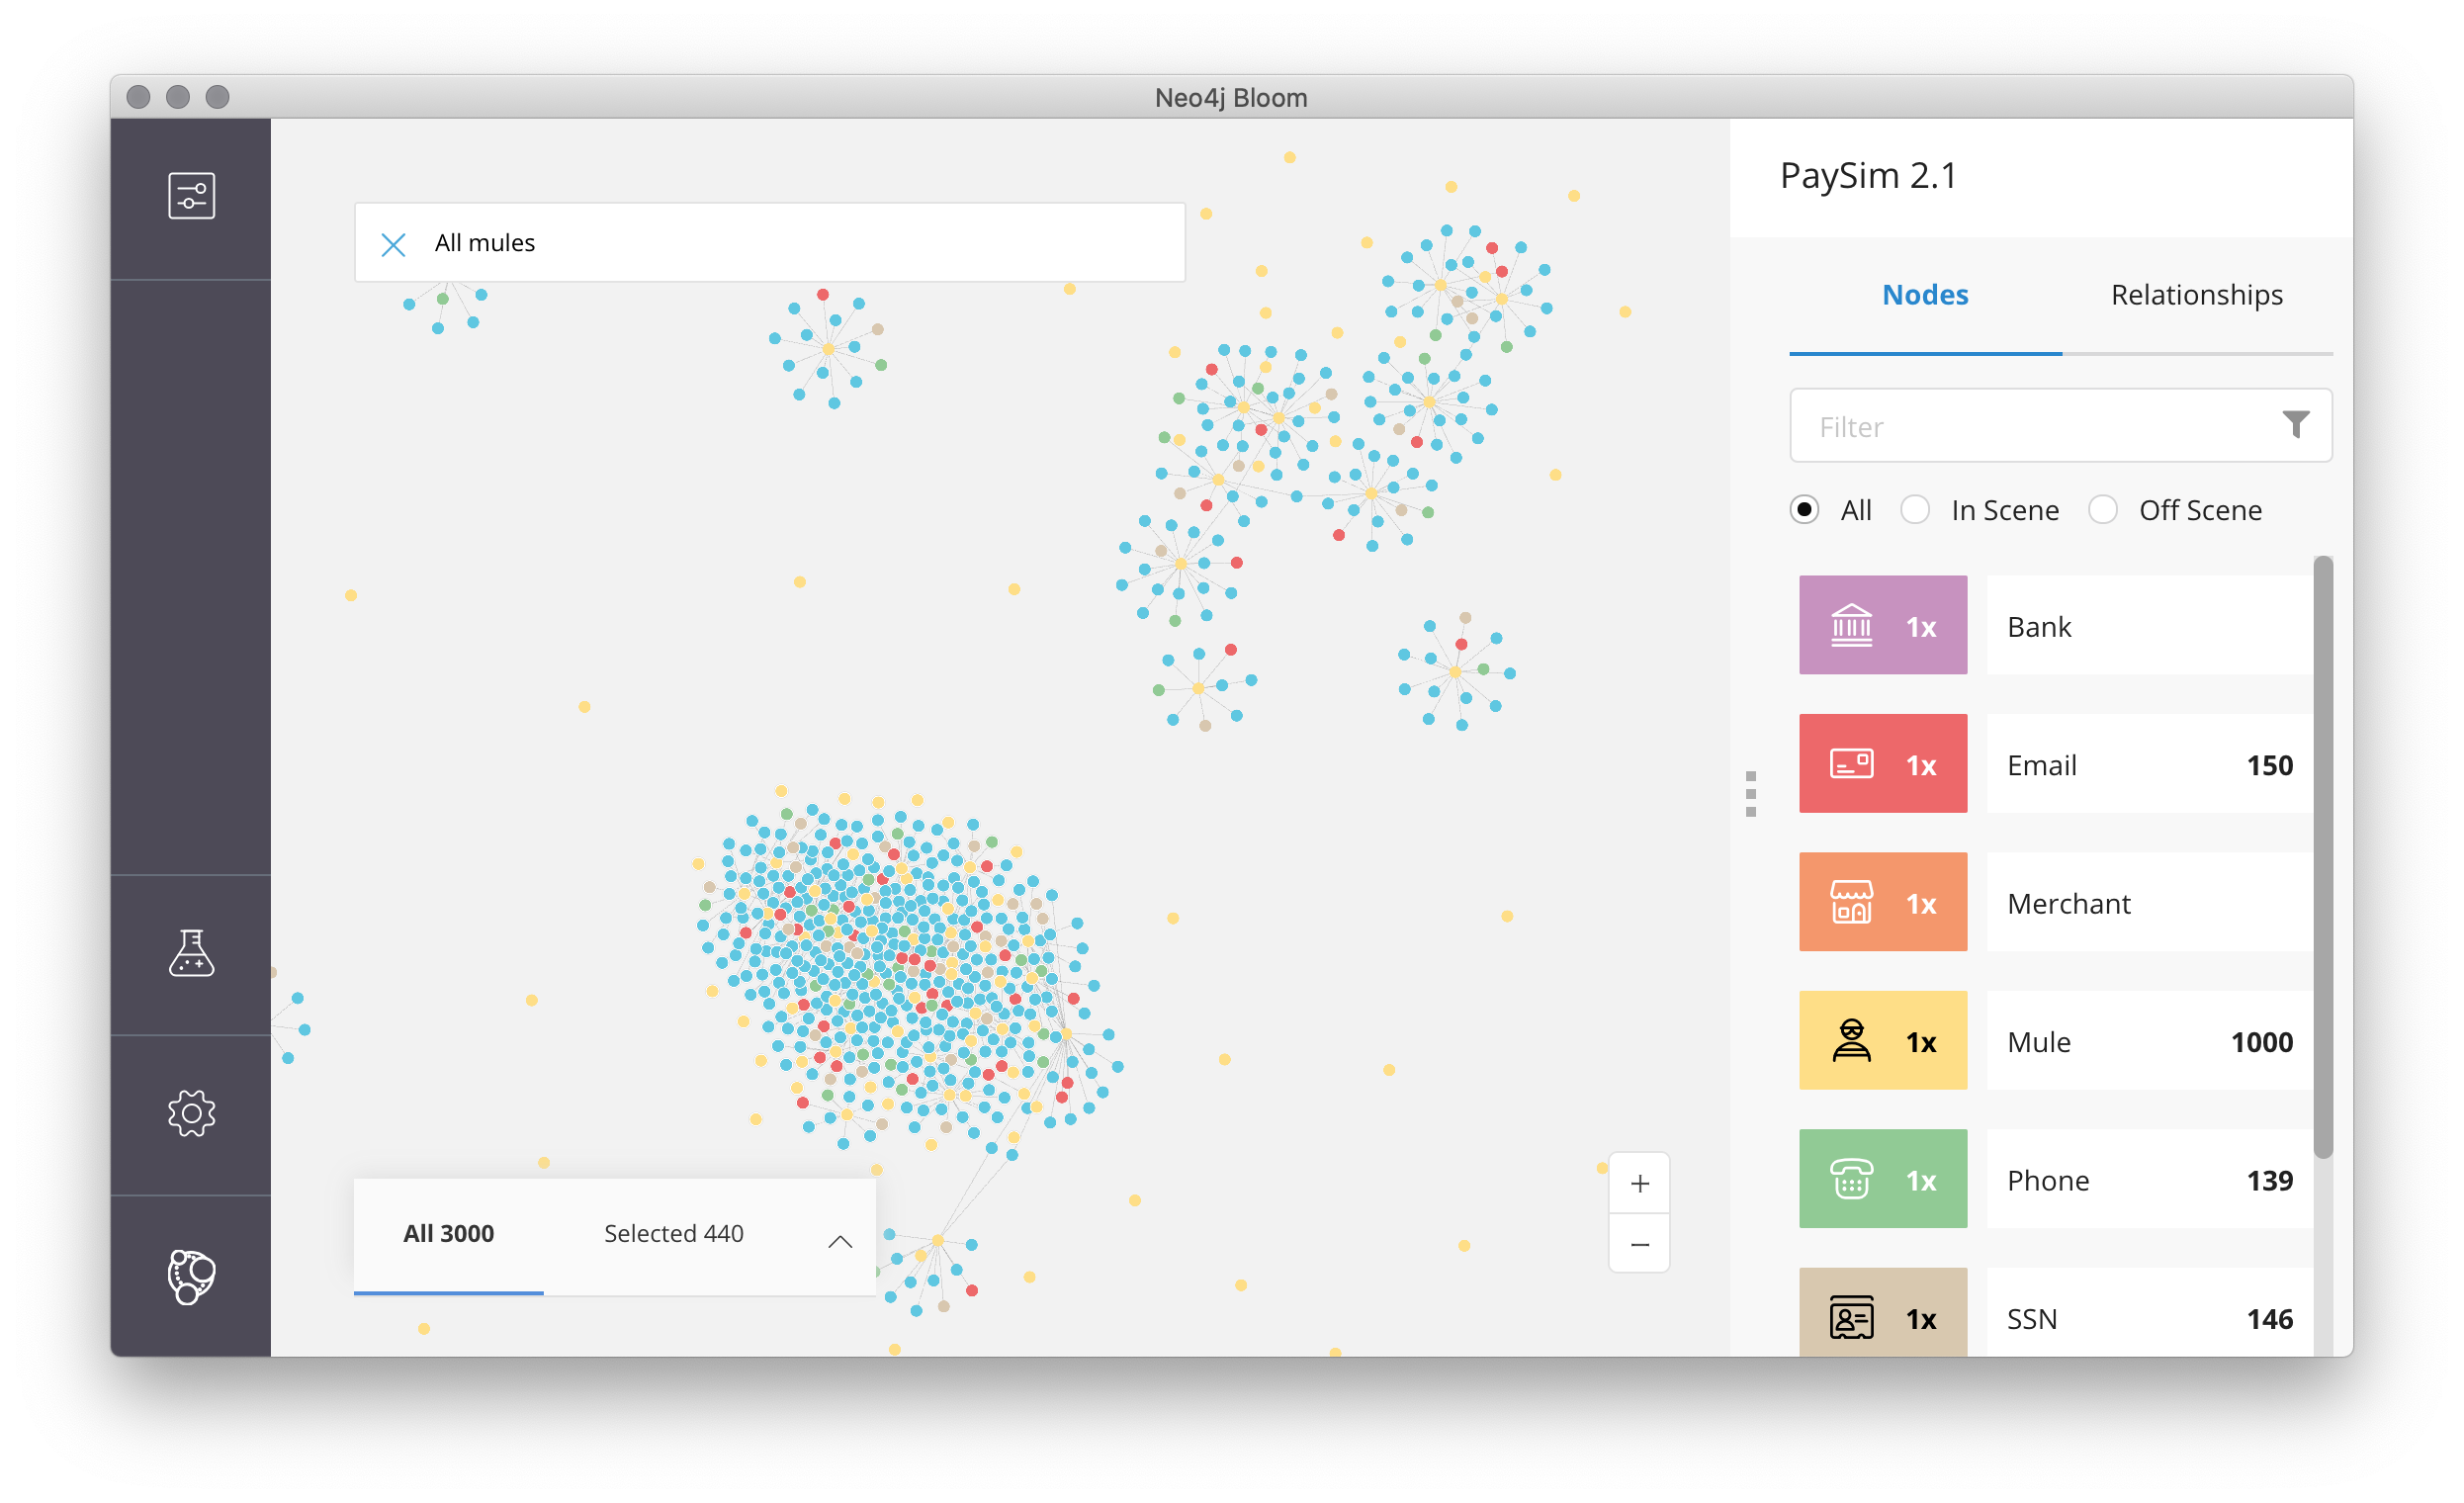 Neo4j Bloom
All mules
PaySim 2.1
Nodes Relationships
Filter
All In Scene Off Scene
1x Bank
1x Email 150
1x Merchant
1x Mule 1000
1x Phone 139
1x SSN 146
All 3000 Selected 440